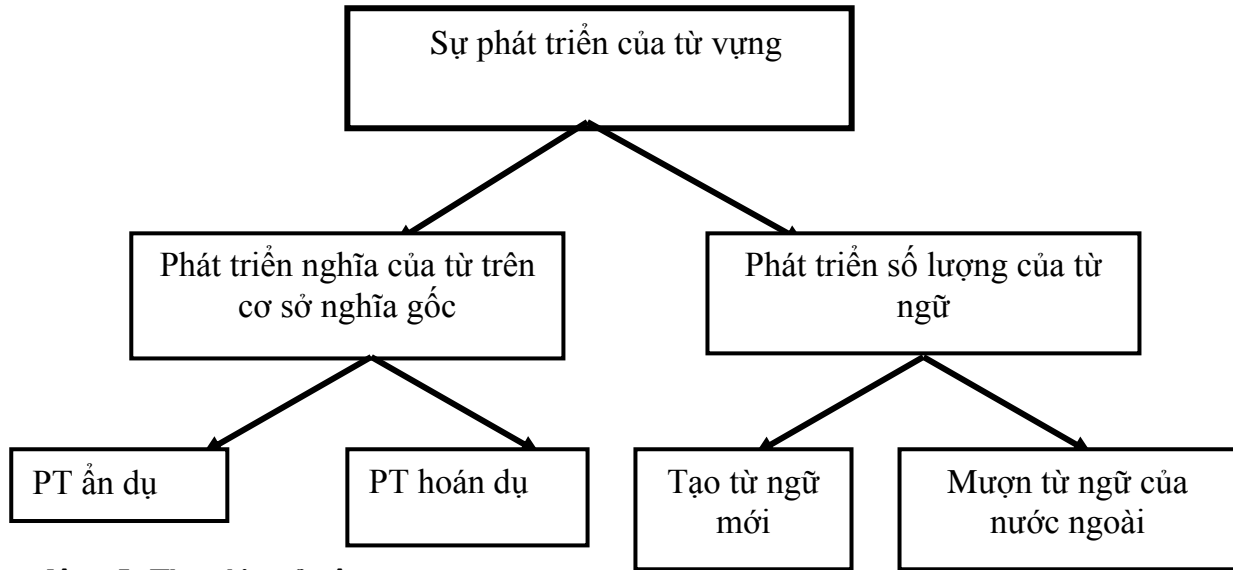 Sự phát triển của từ vựng
Phát triển nghĩa của từ trên
cơ sở nghĩa gốc
Phát triển số lượng của từ
ngữ
PT ẩn dụ
PT hoán dụ
Tạo từ ngữ
mới
Mượn từ ngữ của
nước ngoài